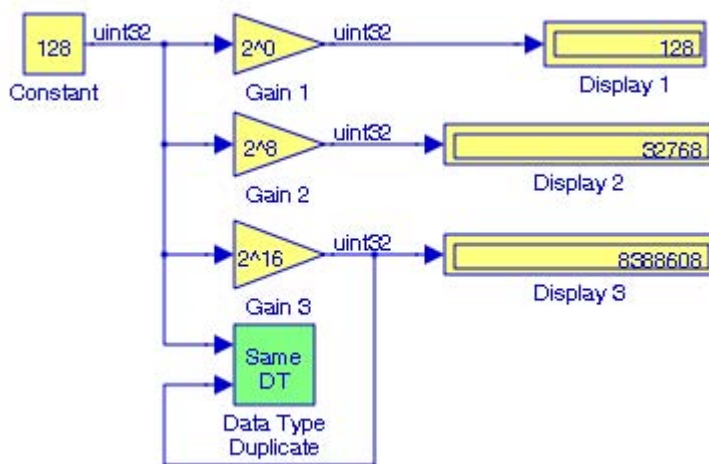 128
Constant
uint32
2^0
Gain 1
uint32
128
Display 1
2^8
Gain 2
uint32
32768
Display 2
2^16
Gain 3
uint32
8388608
Display 3
Same
DT
Data Type
Duplicate